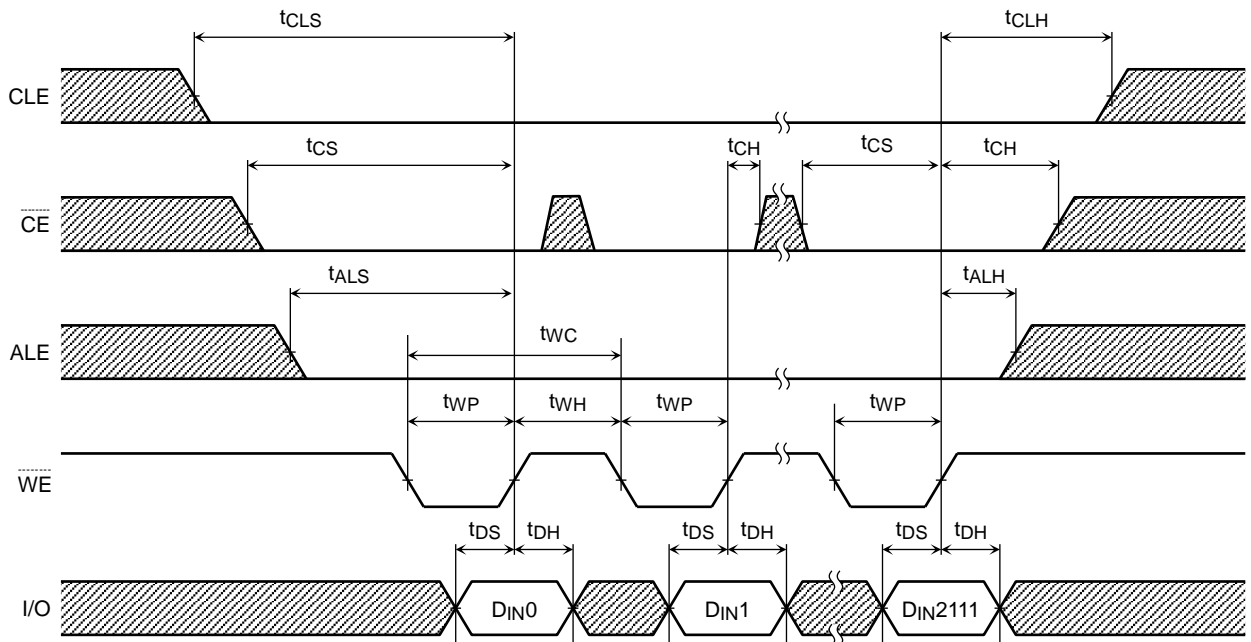 tCLS tCLH
CLE
tCS tCH tCS tCH
CE
tALS tALH
tWC
ALE
tWP tWH tWP tWP
WE
tDS tDH tDS tDH tDS tDH
I/O DIN0 DIN1 DIN2111